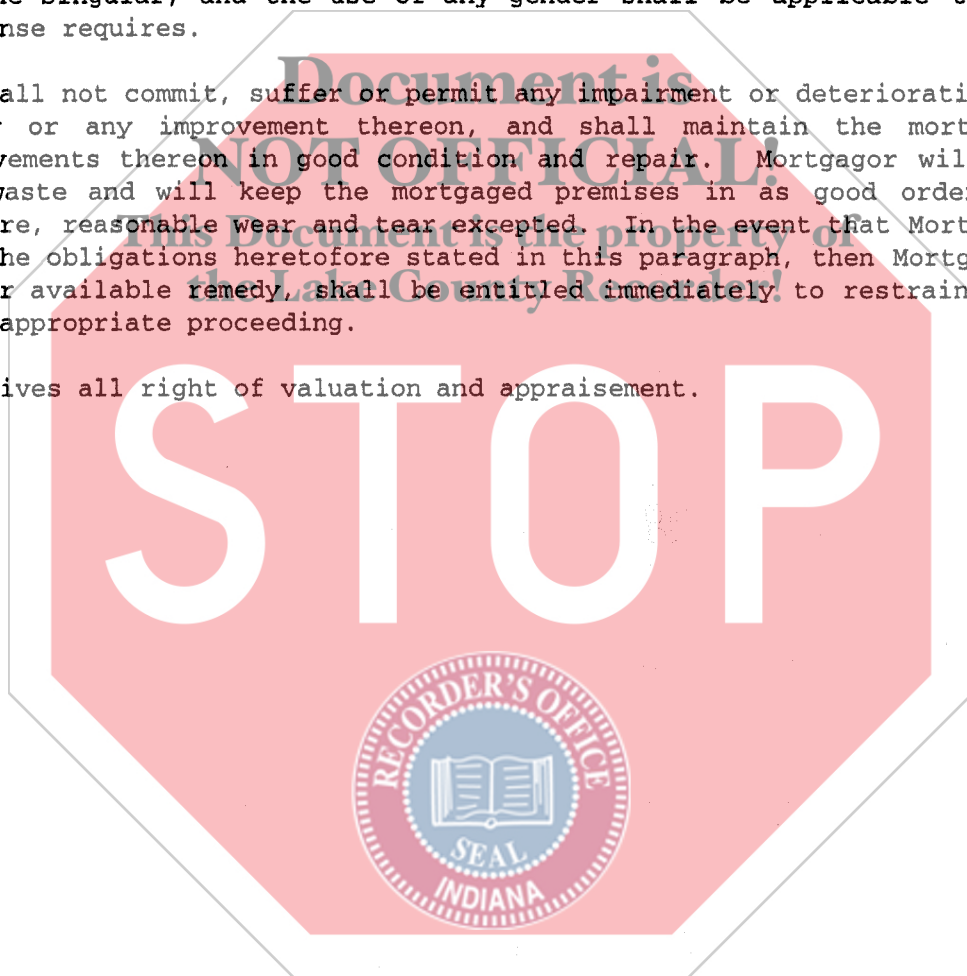 nse requires.
Document is
all not commit, suffer or permit any impairment or deteriorati
or any improvement thereon, and shall maintain the mort
NOT OFFICIAL!
vements thereon in good condition and repair. Mortgagor wil
waste and will keep the mortgaged premises in as good order
re, reasonable wear and tear excepted. In the event that Mort
This Document is the property of
he obligations heretofore stated in this paragraph, then Mortg
the Lake County Recorder!
r available remedy, shall be entitled immediately to restrain
appropriate proceeding.
ives all right of valuation and appraisement.
STOP
RECORDER'S OFFICE
SEAL
INDIANA